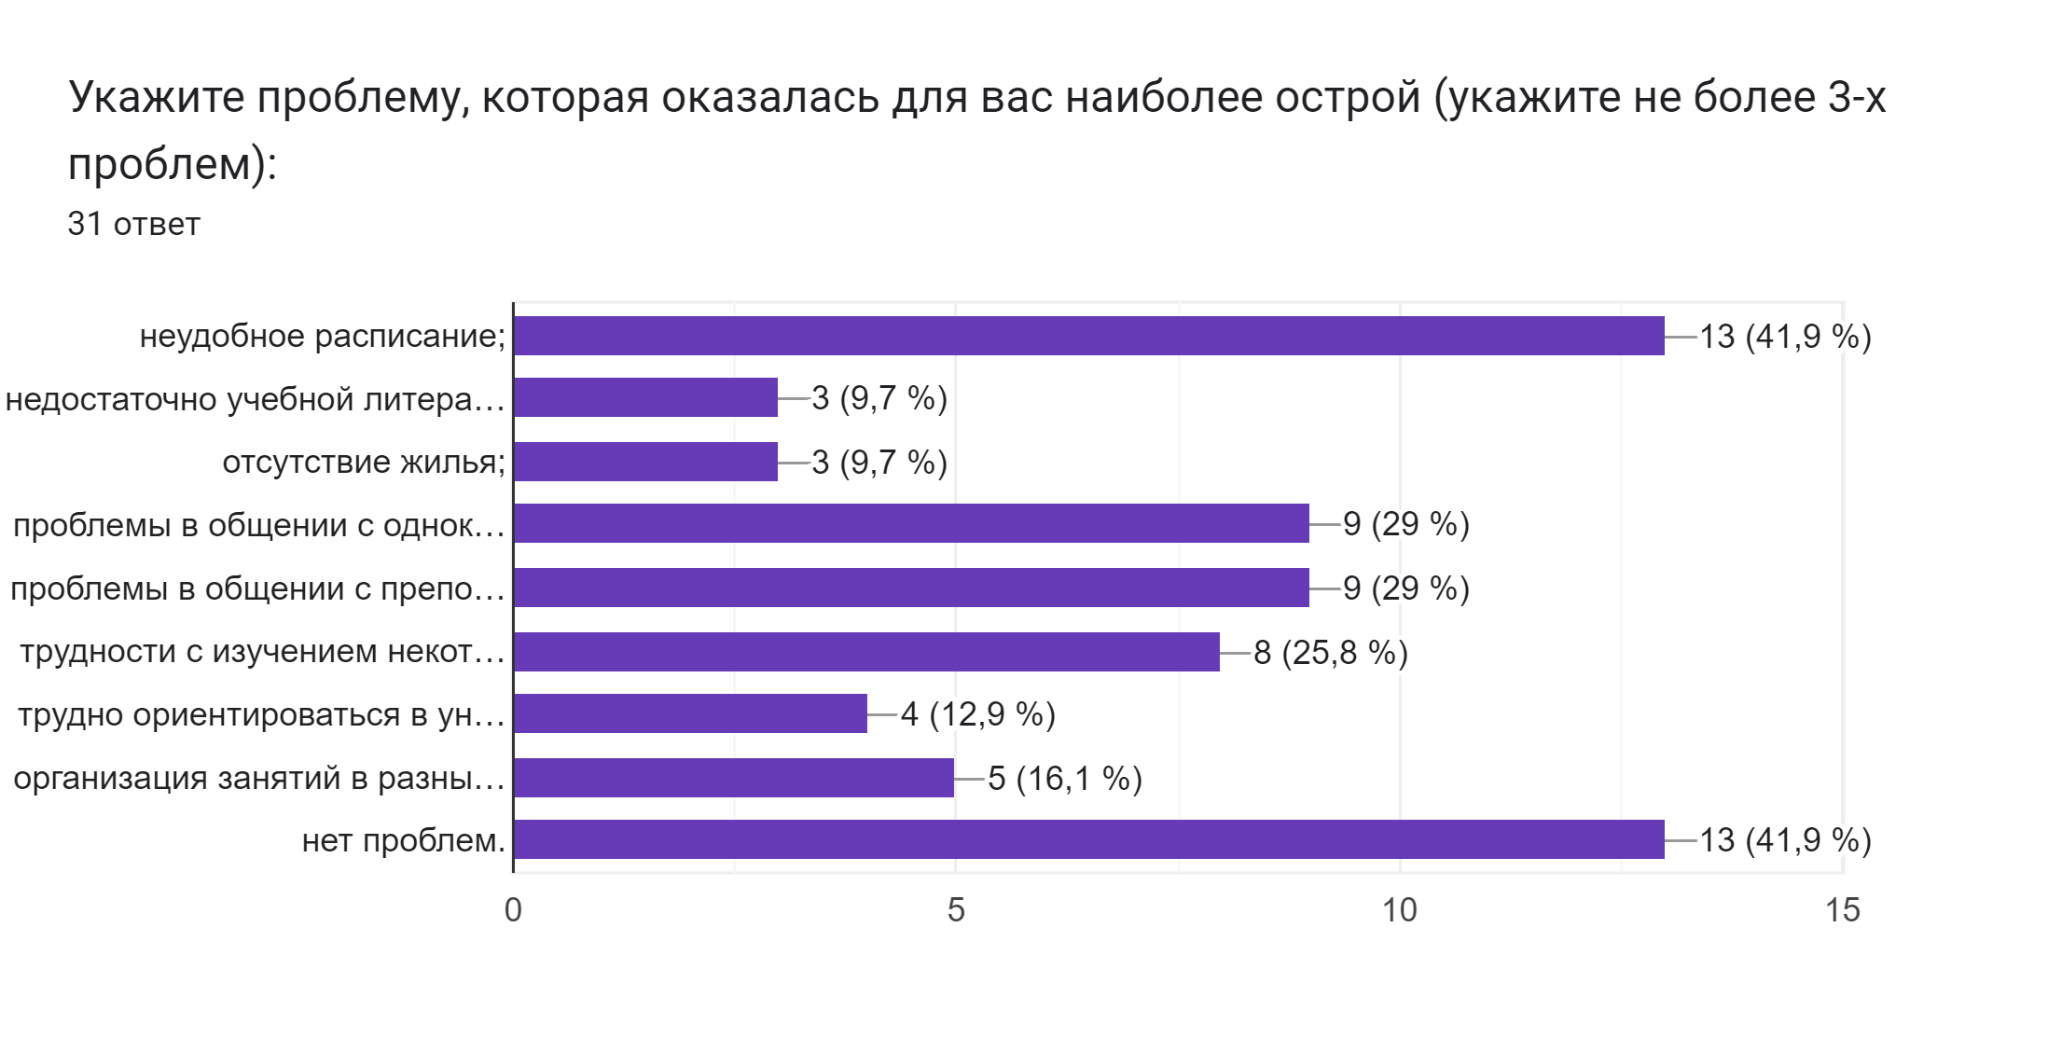 Укажите проблему, которая оказалась для вас наиболее острой (укажите не более 3-х
проблем):
31 ответ
неудобное расписание;
13 (41,9 %)
недостаточно учебной литера…
3 (9,7 %)
отсутствие жилья;
3 (9,7 %)
проблемы в общении с однок…
9 (29 %)
проблемы в общении с препо…
9 (29 %)
трудности с изучением некот…
8 (25,8 %)
трудно ориентироваться в ун…
4 (12,9 %)
организация занятий в разны…
5 (16,1 %)
нет проблем.
13 (41,9 %)
0 5 10 15